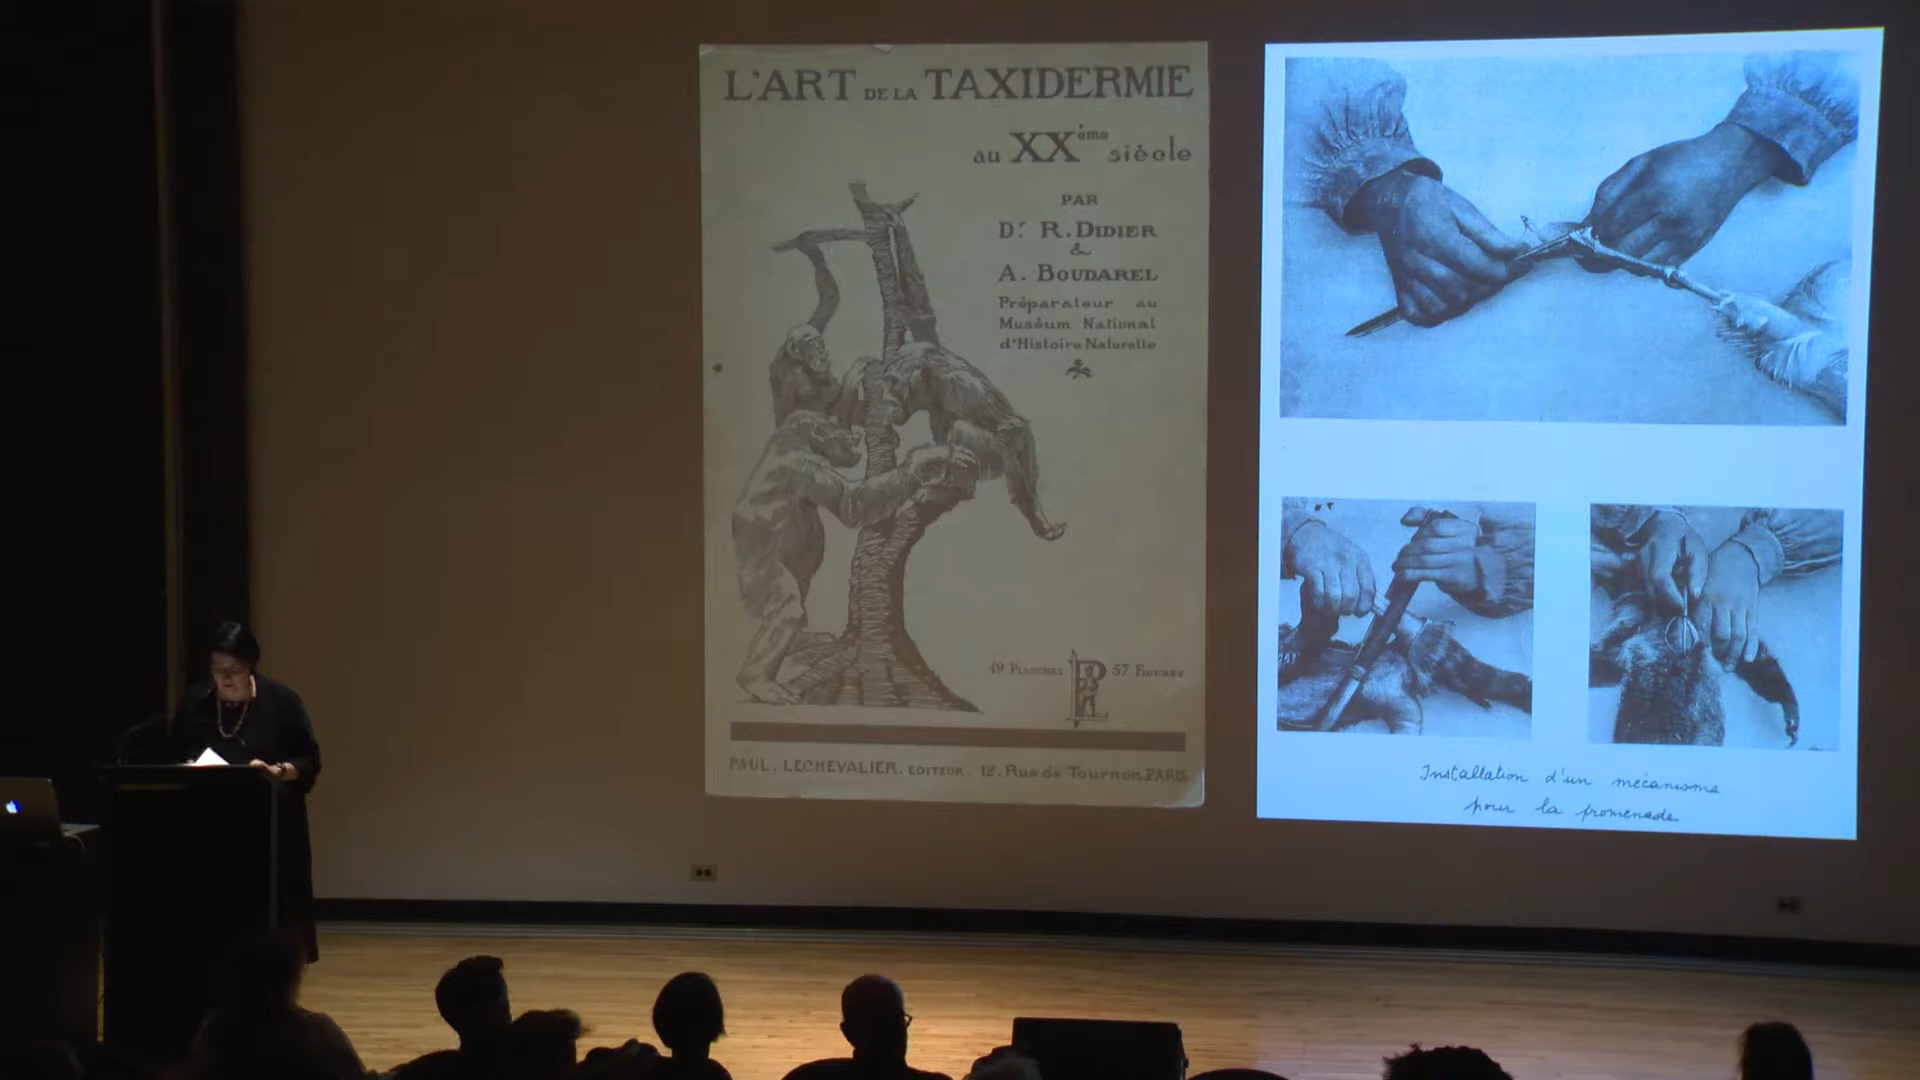 L'ART DE LA TAXIDERMIE
au XXème siècle
PAR
Dr R. DIDIER
&
A. BOUDAREL
Préparateur au
Muséum National
d'Histoire Naturelle
49 PLANCHES
57 FIGURES
PAUL. LECHEVALIER. EDITEUR. 12. Rue de Tournon. PARIS
Installation d'un mécanisme
pour la promenade